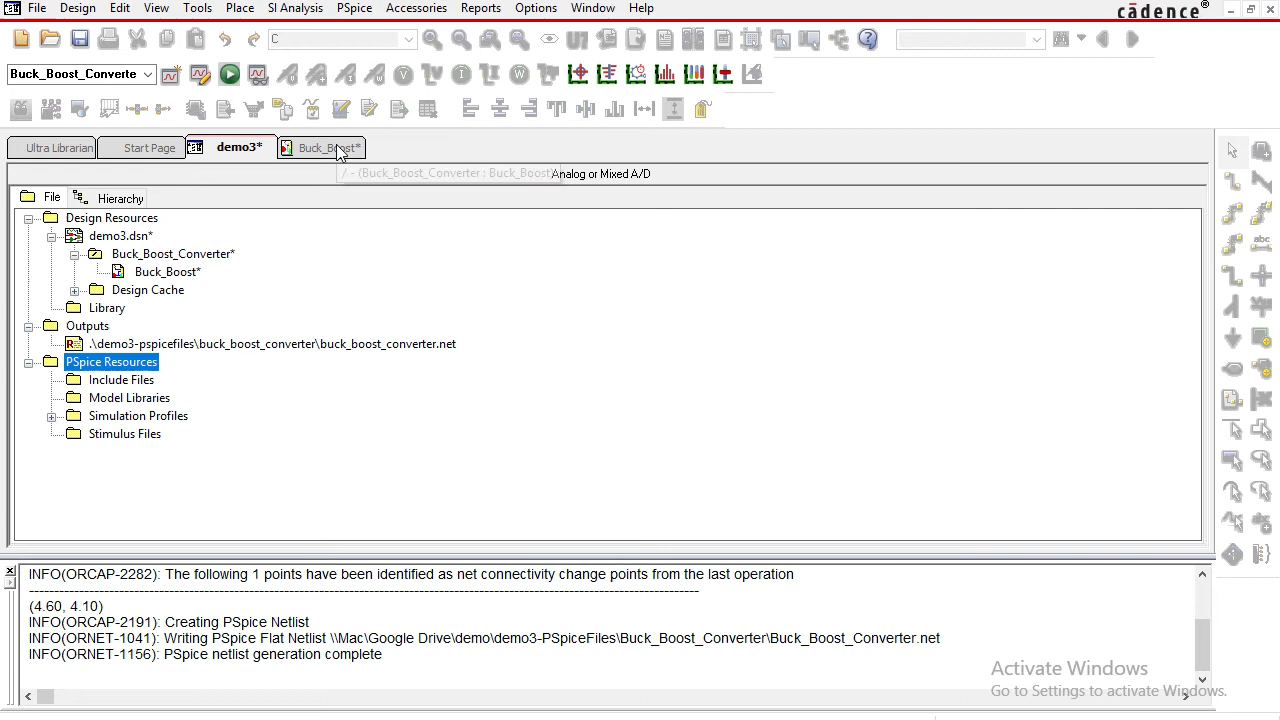 File Design Edit View Tools Place SI Analysis PSpice Accessories Reports Options Window Help
cādence®
C
Buck_Boost_Converte
Ultra Librarian Start Page demo3* Buck_Boost*
/ - (Buck_Boost_Converter : Buck_Boost) Analog or Mixed A/D
File Hierarchy
Design Resources
demo3.dsn*
Buck_Boost_Converter*
Buck_Boost*
Design Cache
Library
Outputs
.\demo3-pspicefiles\buck_boost_converter\buck_boost_converter.net
PSpice Resources
Include Files
Model Libraries
Simulation Profiles
Stimulus Files
INFO(ORCAP-2282): The following 1 points have been identified as net connectivity change points from the last operation
(4.60, 4.10)
INFO(ORCAP-2191): Creating PSpice Netlist
INFO(ORNET-1041): Writing PSpice Flat Netlist \\Mac\Google Drive\demo\demo3-PSpiceFiles\Buck_Boost_Converter\Buck_Boost_Converter.net
INFO(ORNET-1156): PSpice netlist generation complete
Activate Windows
Go to Settings to activate Windows.